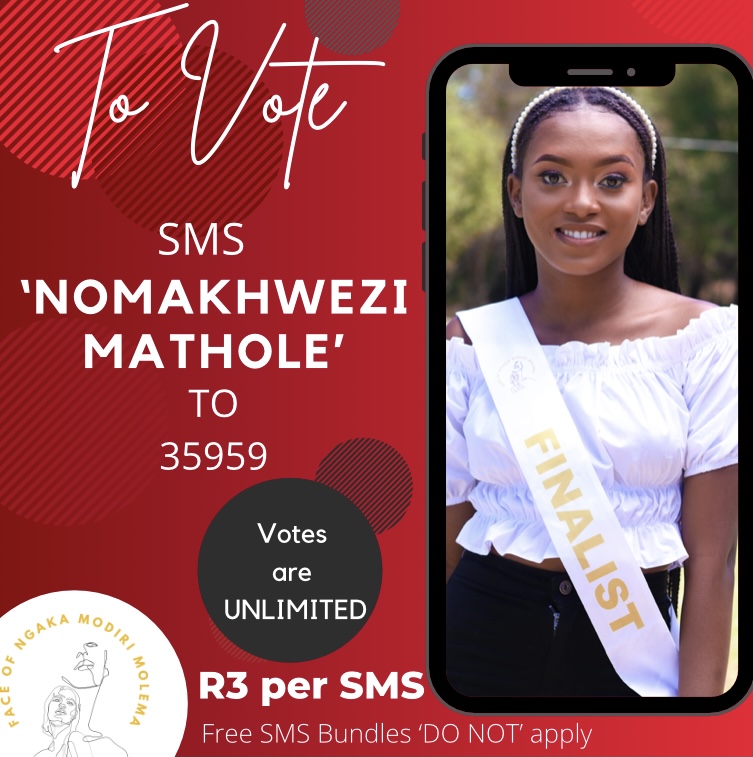 To Vote
SMS
‘NOMAKHWEZI
MATHOLE’
TO
35959
Votes
are
UNLIMITED
FACE OF NGAKA MODIRI MOLEMA
R3 per SMS
Free SMS Bundles ‘DO NOT’ apply
FINALIST